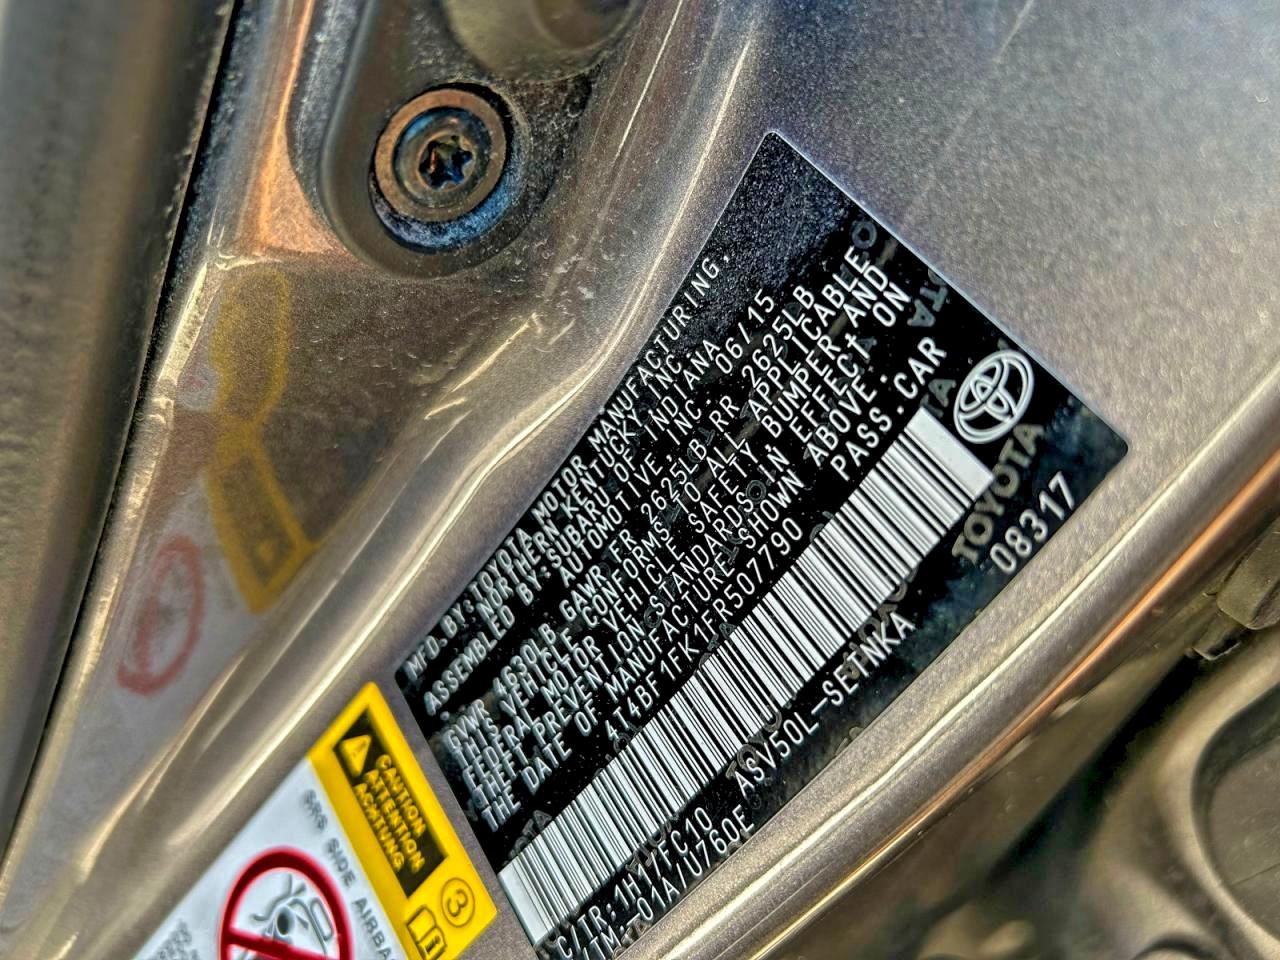 MFD. BY: TOYOTA MOTOR MANUFACTURING,
NORTHERN KENTUCKY, INC.
ASSEMBLED BY: SUBARU OF INDIANA 06/15
AUTOMOTIVE INC.
GVWR 4630LB GAWR FR 2625LB RR 2625LB
THIS VEHICLE CONFORMS TO ALL APPLICABLE
FEDERAL MOTOR VEHICLE SAFETY, BUMPER, AND
THEFT PREVENTION STANDARDS IN EFFECT ON
THE DATE OF MANUFACTURE SHOWN ABOVE.
4T4BF1FK1FR507790 PASS.CAR
C/TR: 1H1/FC10 ASV50L-SETNKA
/TM:-01A/U760E
TOYOTA
08317
CAUTION
ATTENTION
ACHTUNG
3
SRS SIDE AIRBA